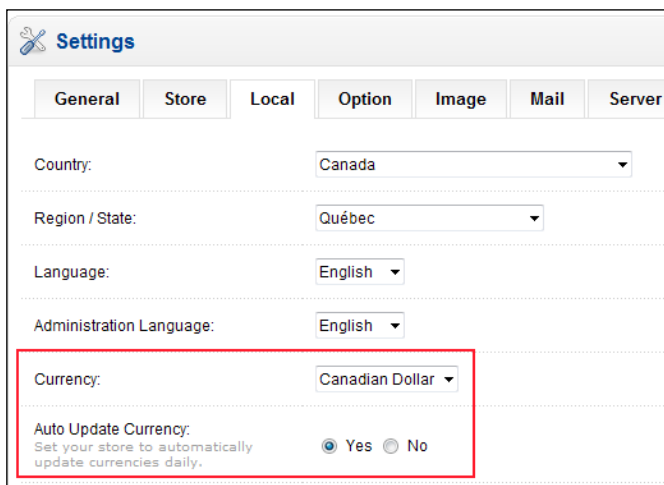 Settings
General Store Local Option Image Mail Server
Country: Canada
Region / State: Québec
Language: English
Administration Language: English
Currency: Canadian Dollar
Auto Update Currency:
Set your store to automatically
update currencies daily.
Yes No